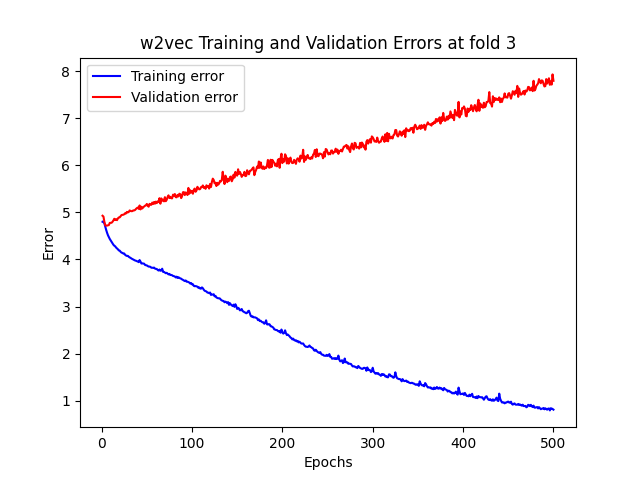 w2vec Training and Validation Errors at fold 3
Training error
Validation error
Error
8
7
6
5
4
3
2
1
0 100 200 300 400 500
Epochs